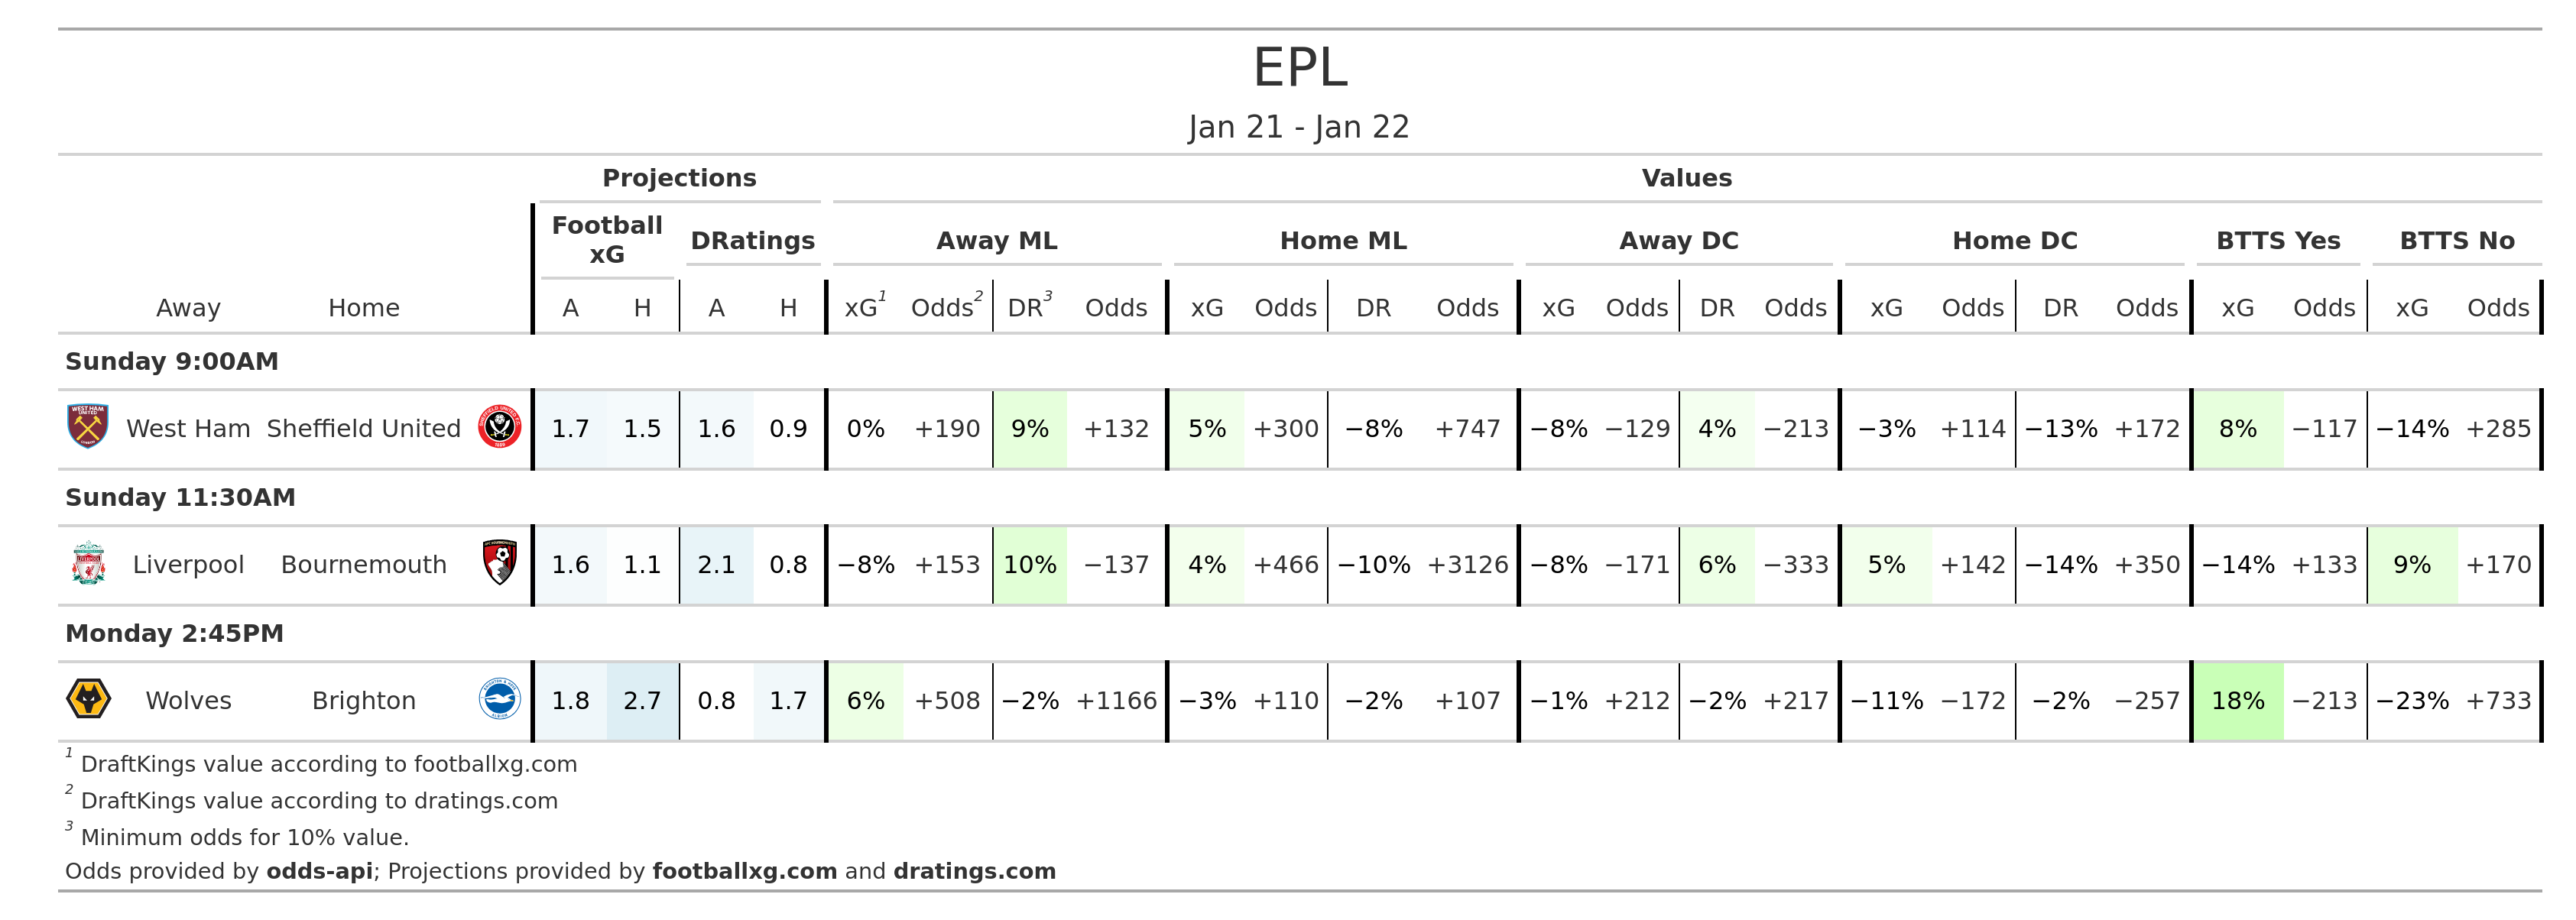 EPL
Jan 21 - Jan 22
Projections Values
Football xG DRatings Away ML Home ML Away DC Home DC BTTS Yes BTTS No
Away Home A H A H xG1 Odds2 DR3 Odds xG Odds DR Odds xG Odds DR Odds xG Odds DR Odds xG Odds xG Odds
Sunday 9:00AM
West Ham Sheffield United 1.7 1.5 1.6 0.9 0% +190 9% +132 5% +300 −8% +747 −8% −129 4% −213 −3% +114 −13% +172 8% −117 −14% +285
Sunday 11:30AM
Liverpool Bournemouth 1.6 1.1 2.1 0.8 −8% +153 10% −137 4% +466 −10% +3126 −8% −171 6% −333 5% +142 −14% +350 −14% +133 9% +170
Monday 2:45PM
Wolves Brighton 1.8 2.7 0.8 1.7 6% +508 −2% +1166 −3% +110 −2% +107 −1% +212 −2% +217 −11% −172 −2% −257 18% −213 −23% +733
1 DraftKings value according to footballxg.com
2 DraftKings value according to dratings.com
3 Minimum odds for 10% value.
Odds provided by odds-api; Projections provided by footballxg.com and dratings.com